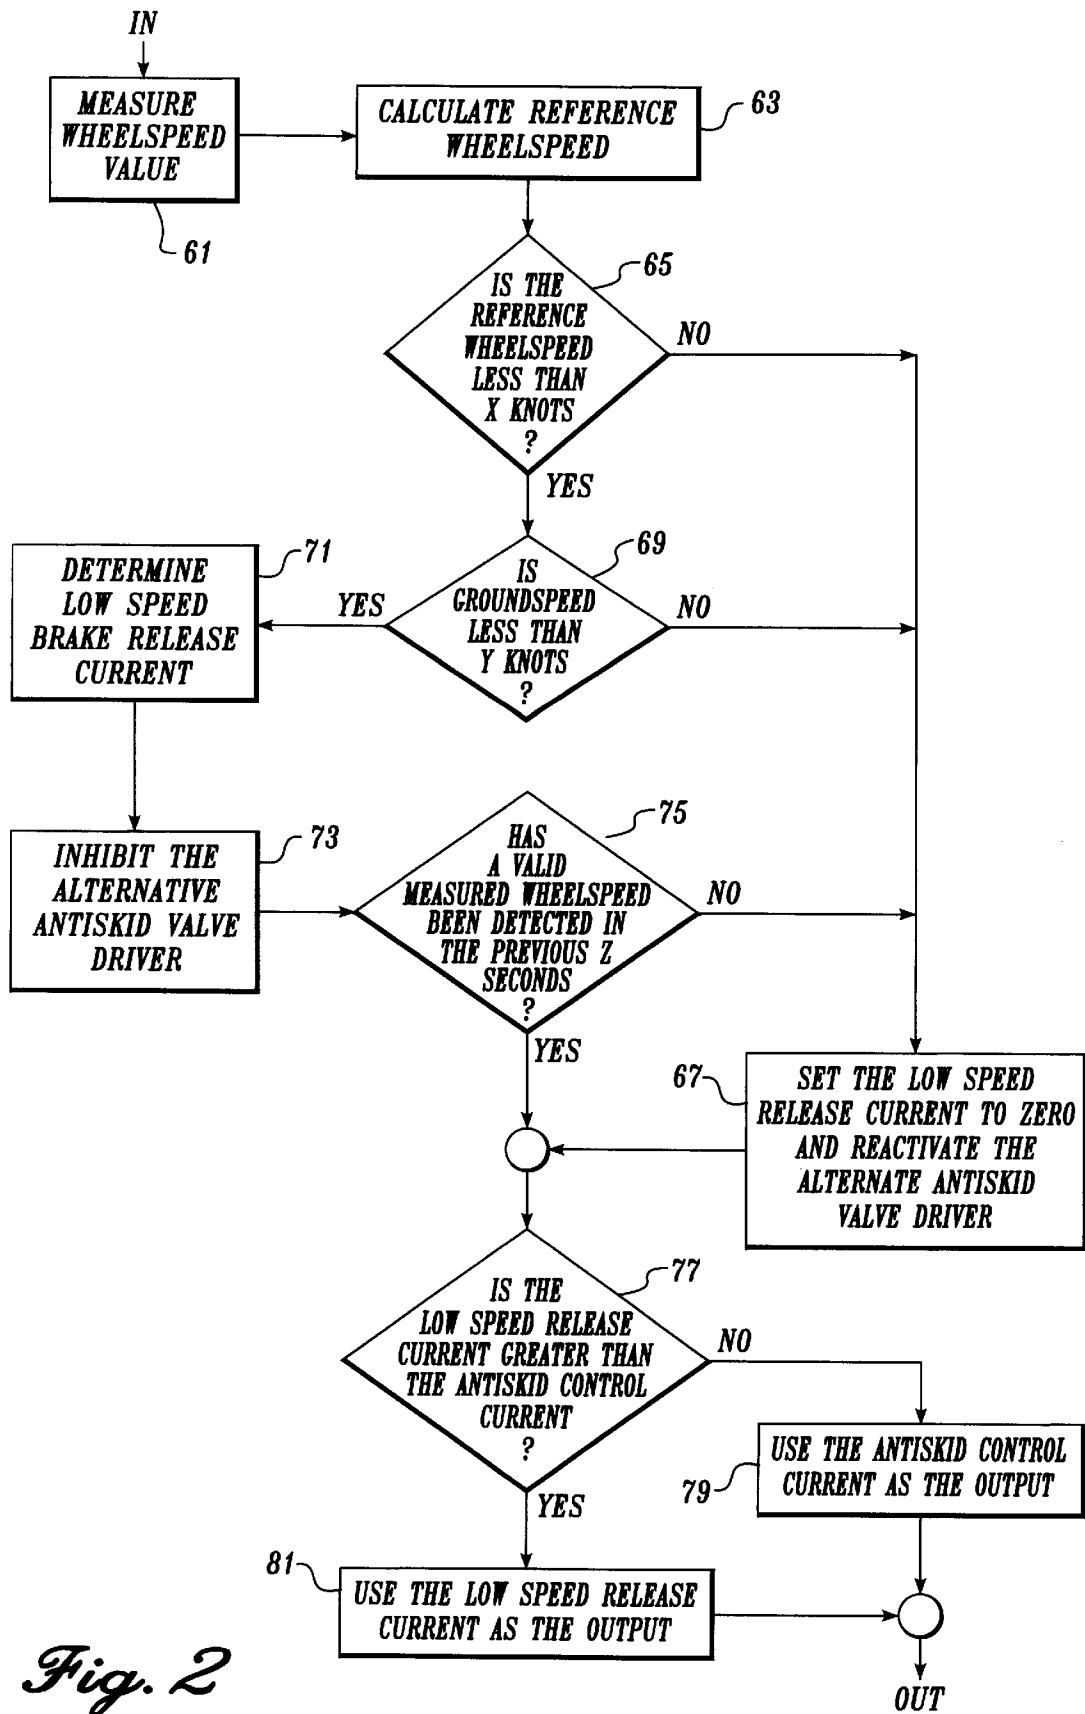 IN
MEASURE
WHEELSPEED
VALUE
61
CALCULATE REFERENCE
WHEELSPEED
63
IS THE
REFERENCE
WHEELSPEED
LESS THAN
X KNOTS
?
65
NO
YES
IS
GROUNDSPEED
LESS THAN
Y KNOTS
?
69
NO
YES
DETERMINE
LOW SPEED
BRAKE RELEASE
CURRENT
71
INHIBIT THE
ALTERNATIVE
ANTISKID VALVE
DRIVER
73
HAS
A VALID
MEASURED WHEELSPEED
BEEN DETECTED IN
THE PREVIOUS Z
SECONDS
?
75
NO
YES
67
SET THE LOW SPEED
RELEASE CURRENT TO ZERO
AND REACTIVATE THE
ALTERNATE ANTISKID
VALVE DRIVER
IS THE
LOW SPEED RELEASE
CURRENT GREATER THAN
THE ANTISKID CONTROL
CURRENT
?
77
NO
YES
79
USE THE ANTISKID CONTROL
CURRENT AS THE OUTPUT
81
USE THE LOW SPEED RELEASE
CURRENT AS THE OUTPUT
OUT
Fig. 2